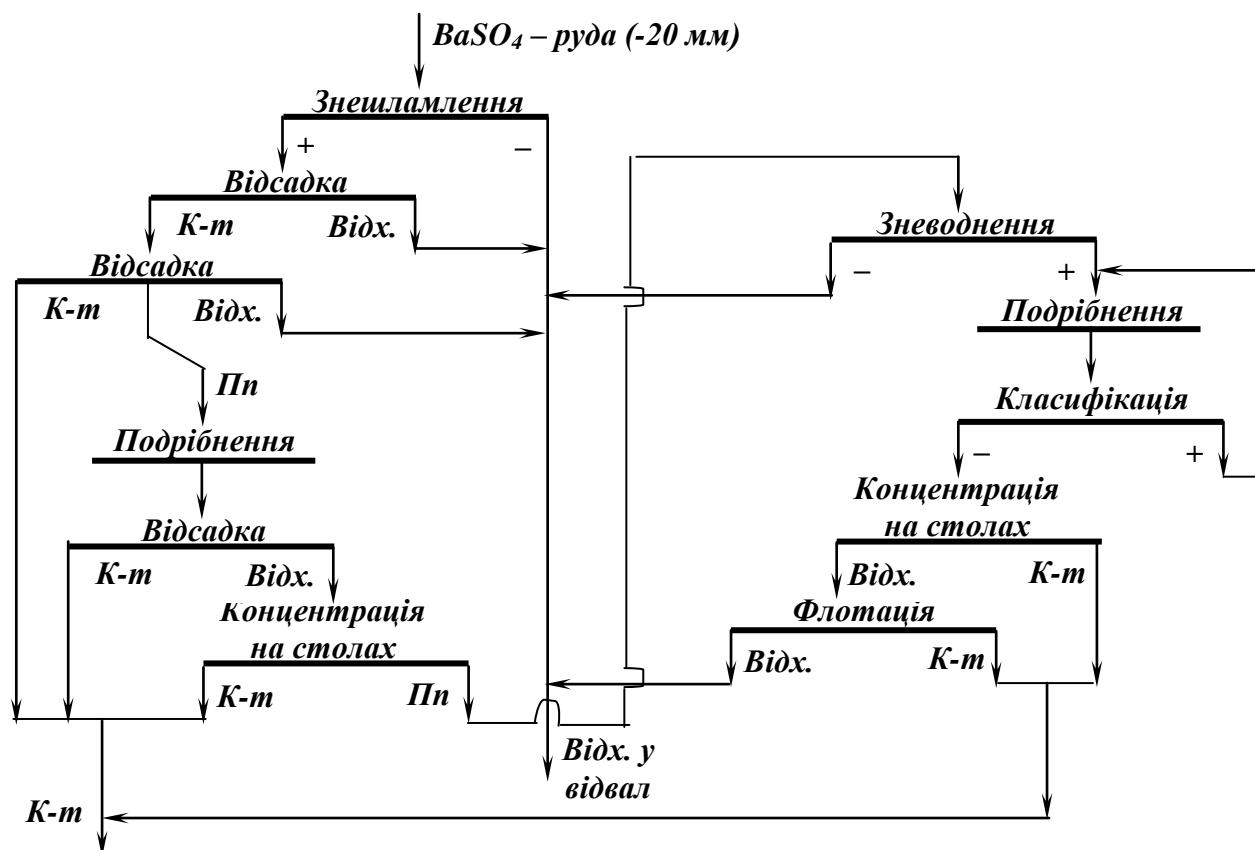 BaSO4 – руда (-20 мм)
Знешламлення
+ –
Відсадка
К-т Відх.
Відсадка
К-т Відх.
Пп
Подрібнення
Відсадка
К-т Відх.
Концентрація
на столах
К-т Пп
Відх. у
відвал
К-т
Зневоднення
– +
Подрібнення
Класифікація
– +
Концентрація
на столах
Відх. К-т
Флотація
Відх. К-т